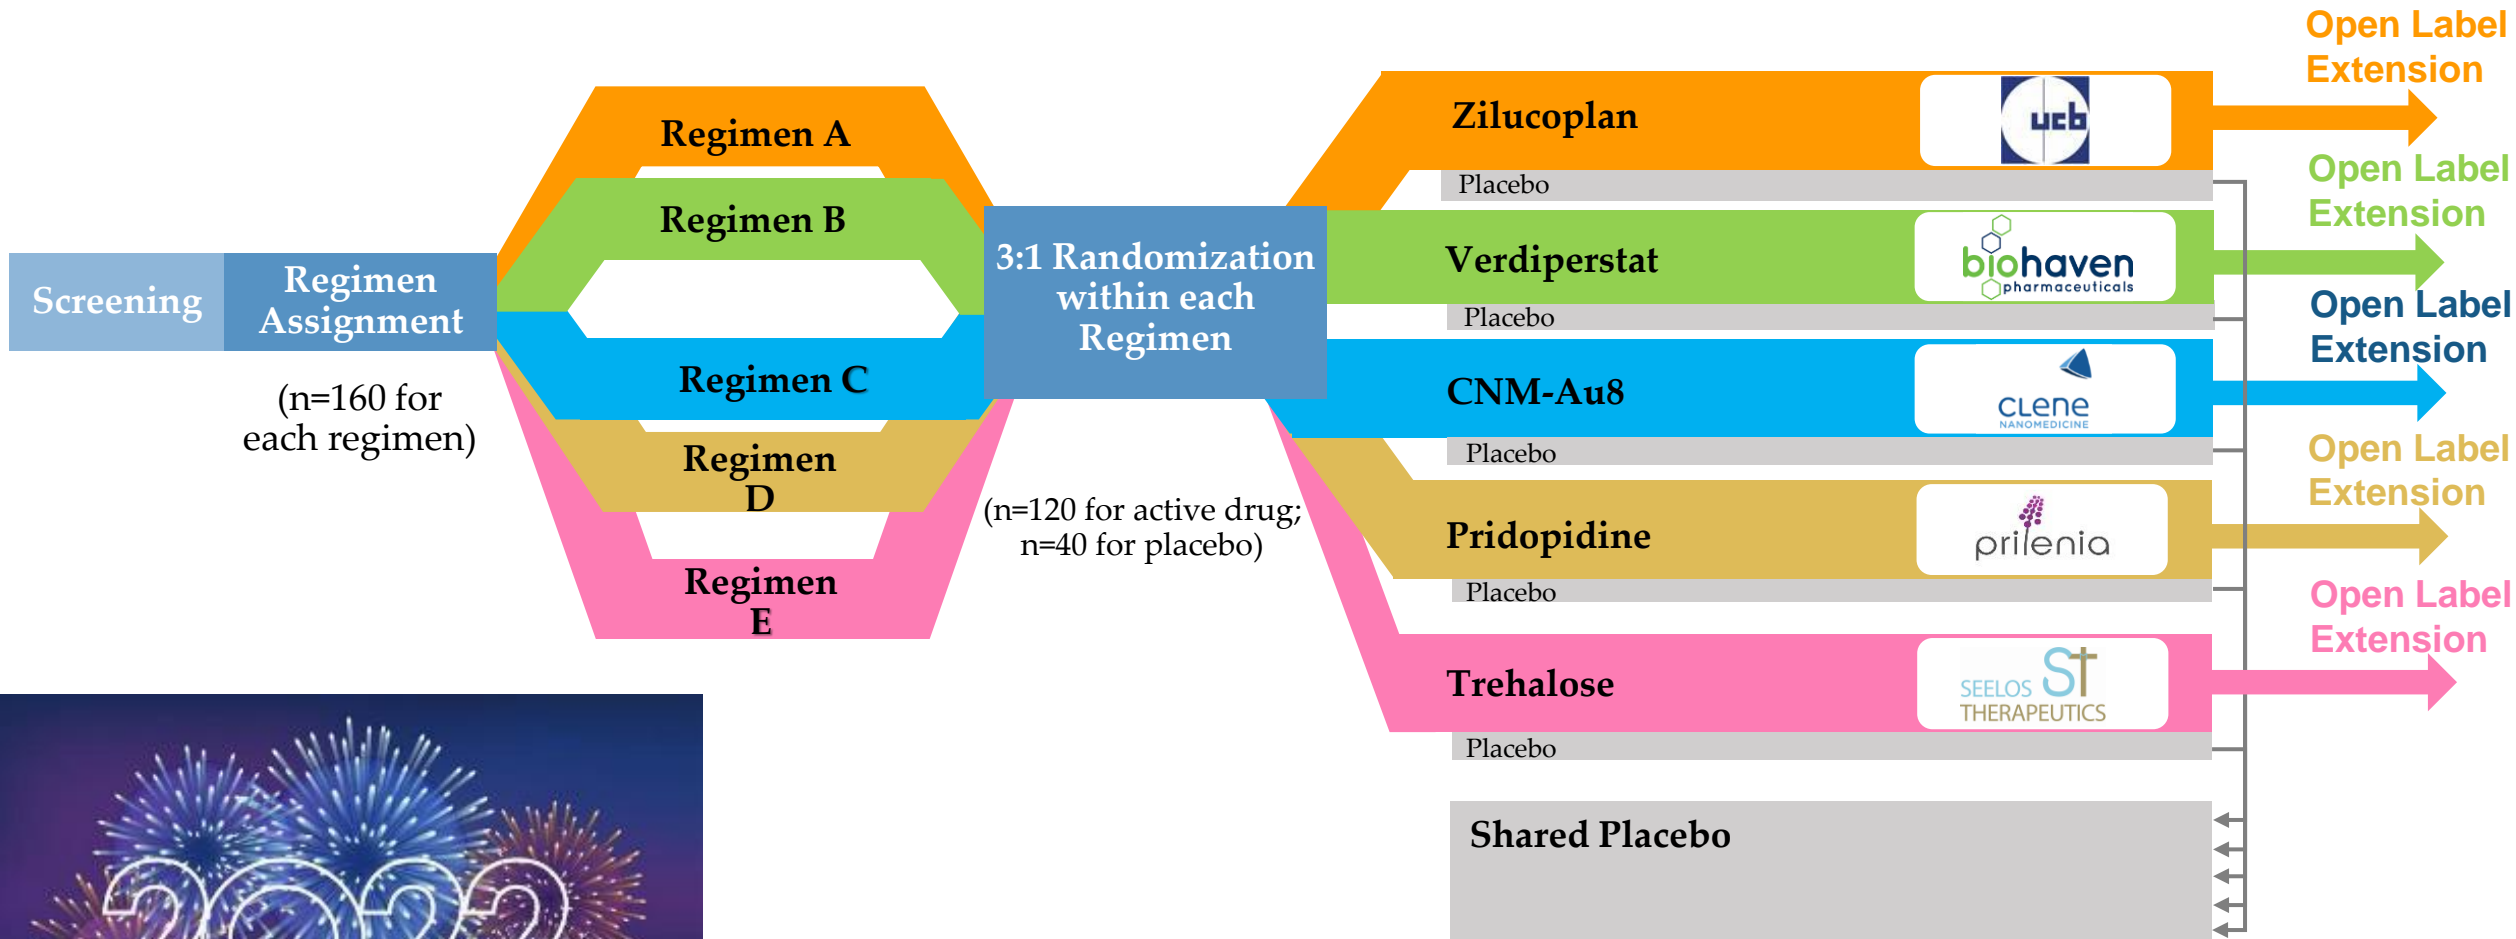 Screening
Regimen
Assignment
(n=160 for
each regimen)
Regimen A
Regimen B
Regimen C
Regimen
D
Regimen
E
3:1 Randomization
within each
Regimen
(n=120 for active drug;
n=40 for placebo)
Zilucoplan
ucb
Placebo
Open Label
Extension
Verdiperstat
biohaven
pharmaceuticals
Placebo
Open Label
Extension
CNM-Au8
CLENE
NANOMEDICINE
Placebo
Open Label
Extension
Pridopidine
prilenia
Placebo
Open Label
Extension
Trehalose
SEELOS ST
THERAPEUTICS
Placebo
Open Label
Extension
Shared Placebo
2022